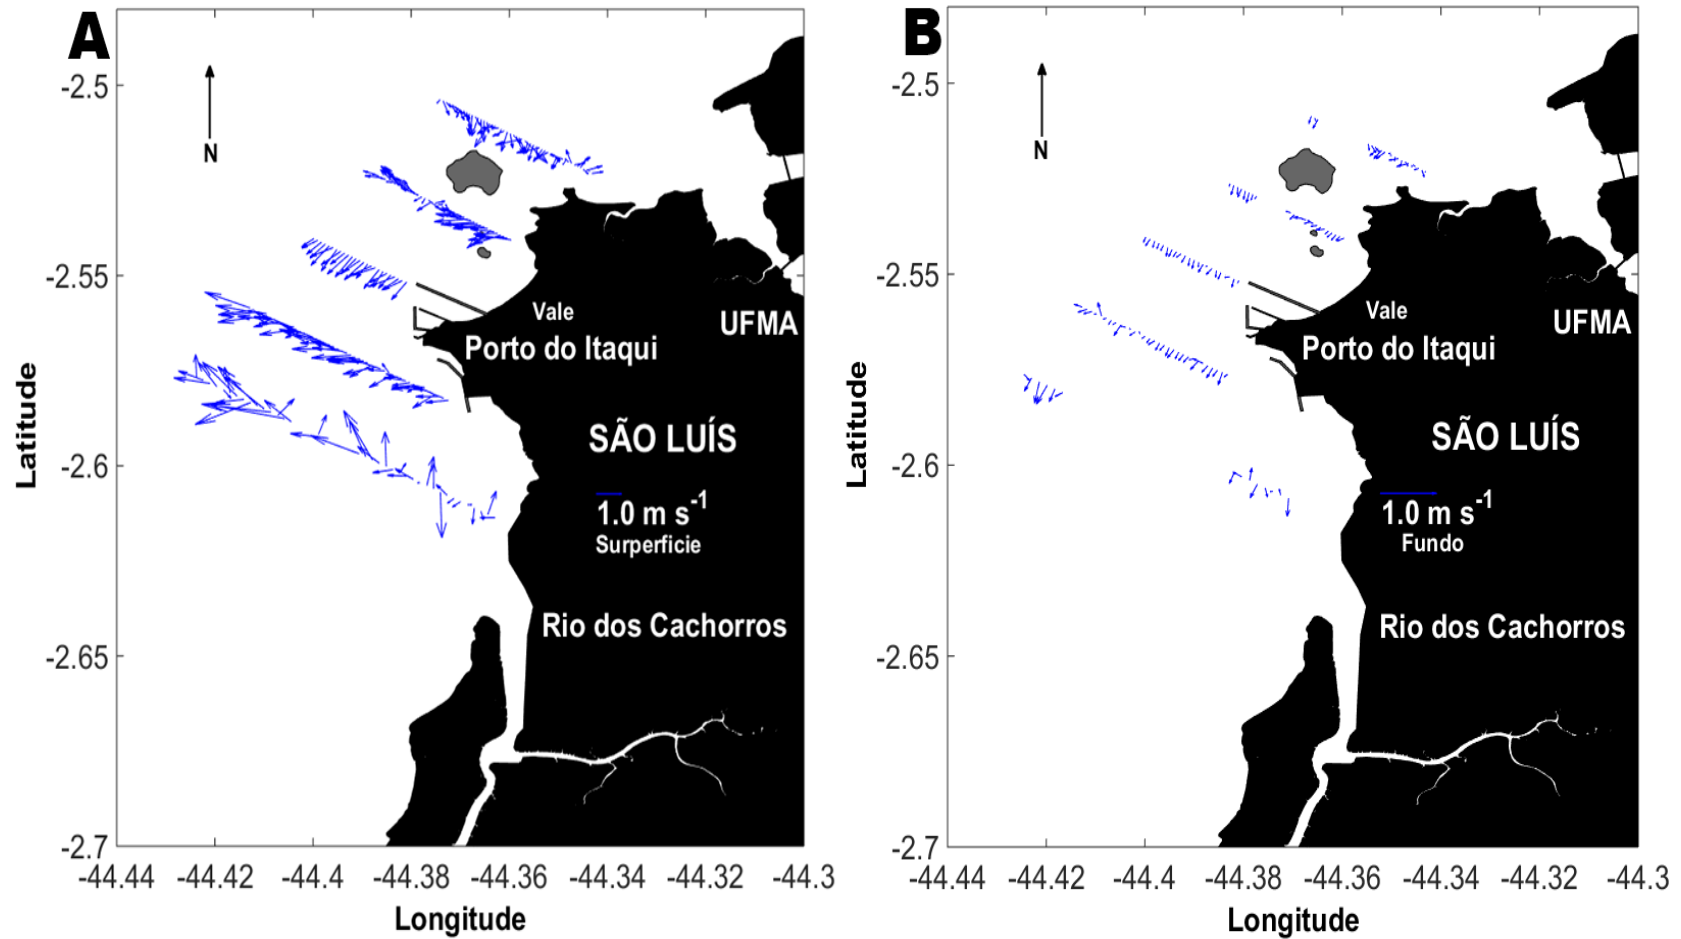 A
-2.5
-2.55
-2.6
-2.65
-2.7
Latitude
N
Vale
Porto do Itaqui
UFMA
SÃO LUÍS
1.0 m s-1
Surperficie
Rio dos Cachorros
-44.44 -44.42 -44.4 -44.38 -44.36 -44.34 -44.32 -44.3
Longitude
B
-2.5
-2.55
-2.6
-2.65
-2.7
Latitude
N
Vale
Porto do Itaqui
UFMA
SÃO LUÍS
1.0 m s-1
Fundo
Rio dos Cachorros
-44.44 -44.42 -44.4 -44.38 -44.36 -44.34 -44.32 -44.3
Longitude